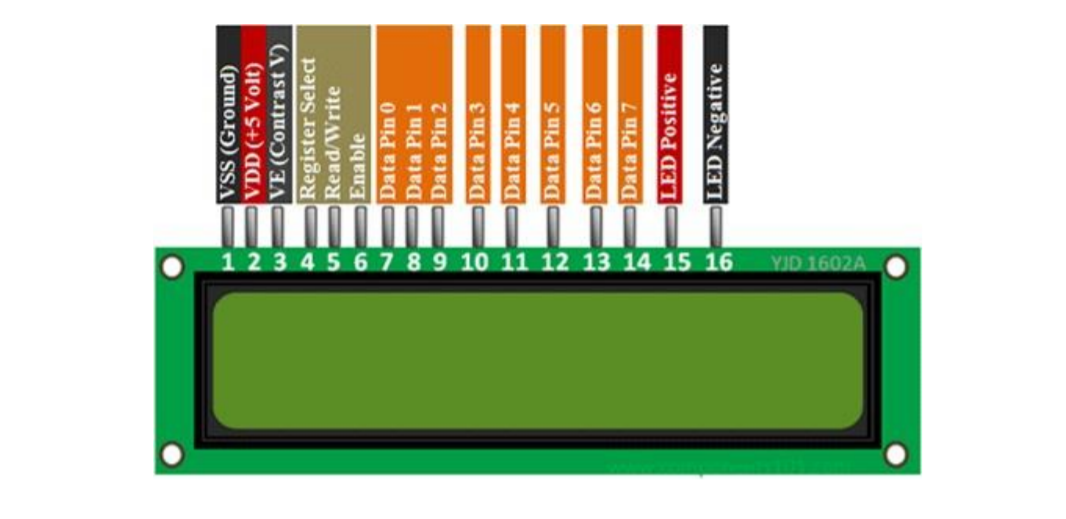 VSS (Ground)
VDD (+5 Volt)
VE (Contrast V)
Register Select
Read/Write
Enable
Data Pin 0
Data Pin 1
Data Pin 2
Data Pin 3
Data Pin 4
Data Pin 5
Data Pin 6
Data Pin 7
LED Positive
LED Negative
1 2 3 4 5 6 7 8 9 10 11 12 13 14 15 16 YJD 1602A